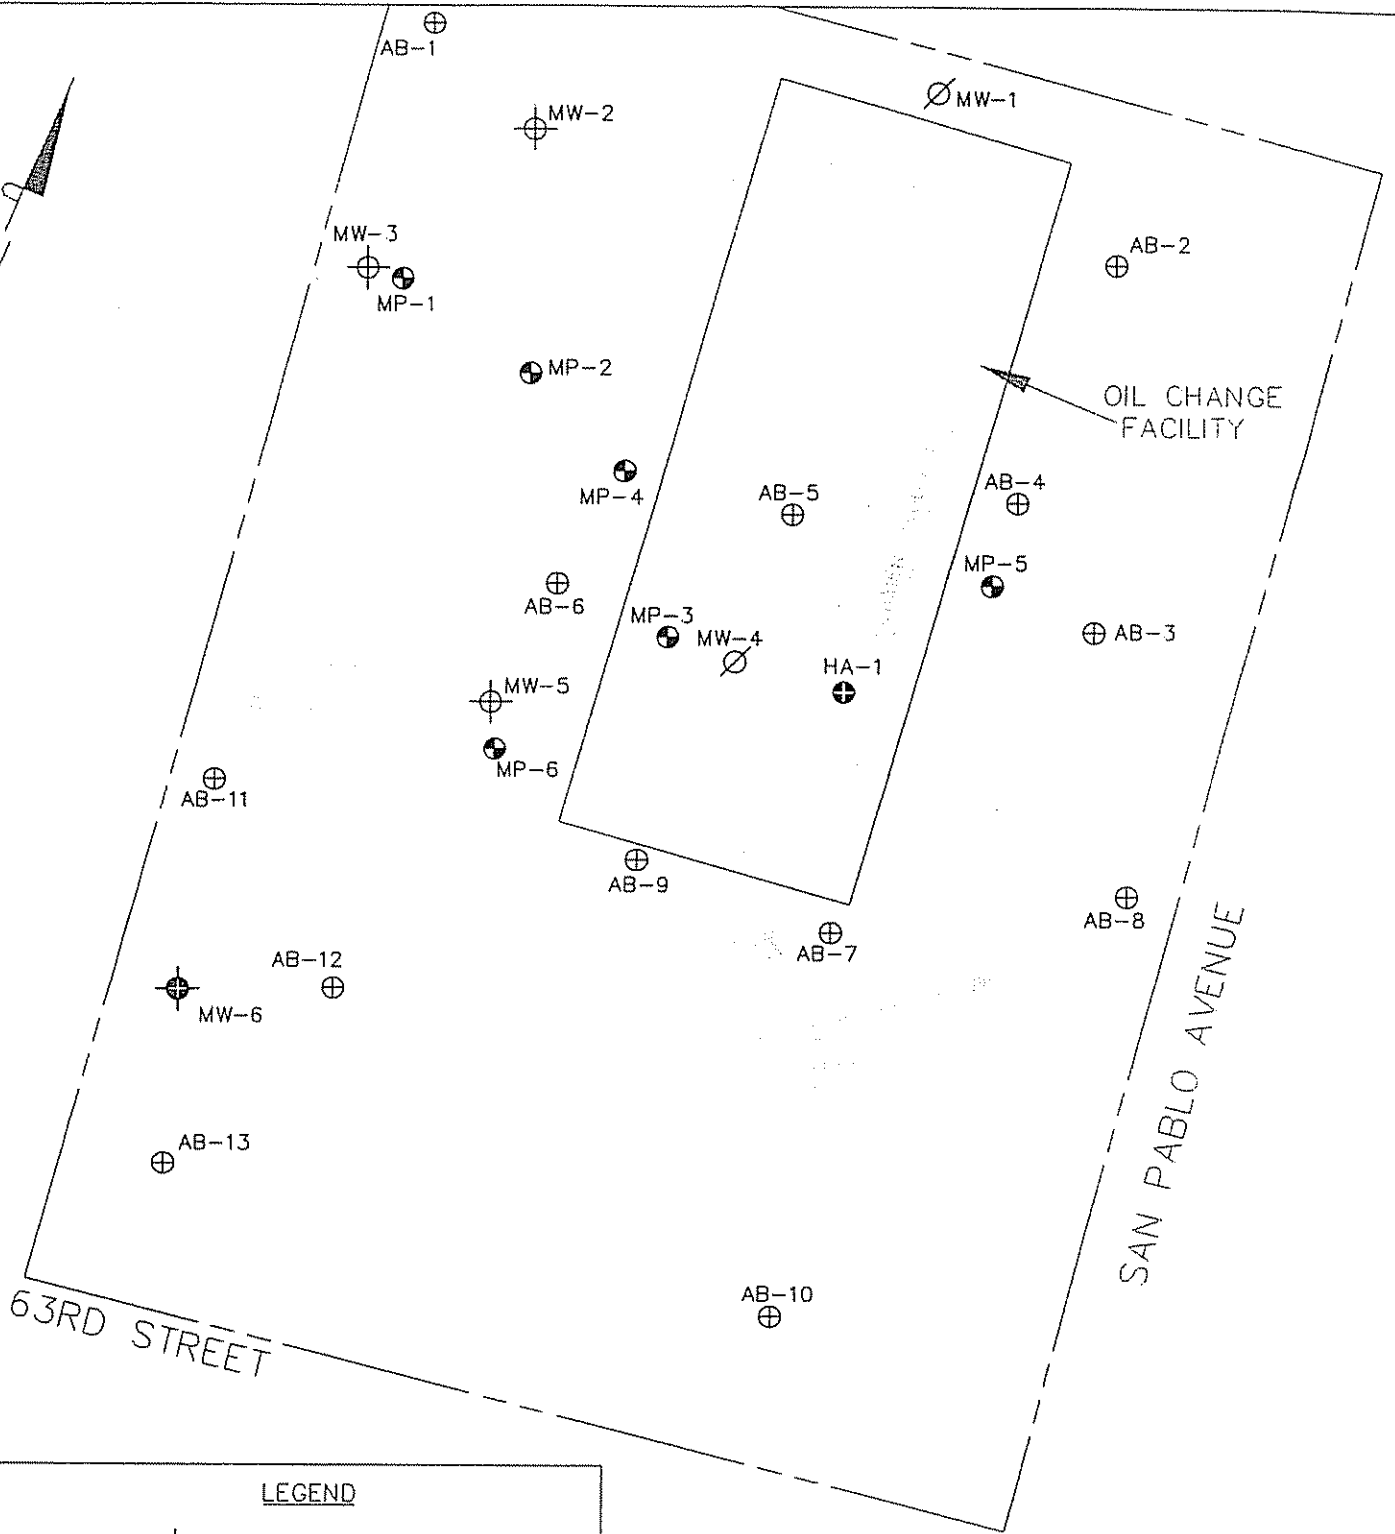 AB-1
MW-2
MW-1
MW-3
MP-1
AB-2
MP-2
OIL CHANGE
FACILITY
MP-4
AB-5
AB-4
MP-5
AB-6
MP-3
MW-4
AB-3
HA-1
MW-5
MP-6
AB-11
AB-9
AB-8
AB-7
AB-12
MW-6
SAN PABLO AVENUE
AB-13
AB-10
63RD STREET
LEGEND